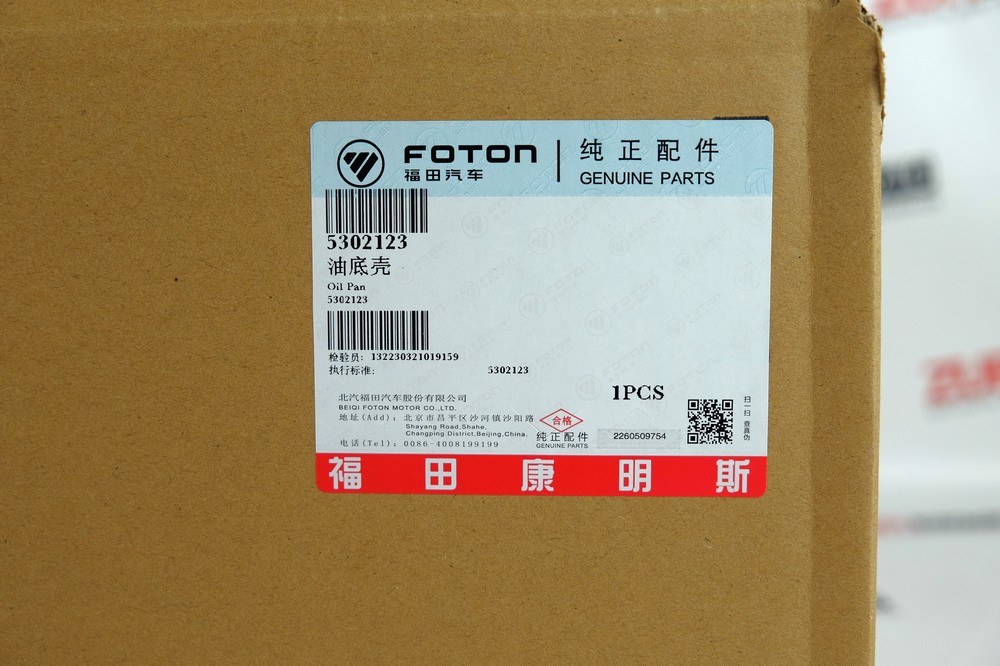 FOTON
福田汽车
纯正配件
GENUINE PARTS
5302123
油底壳
Oil Pan
5302123
检验员: 132230321019159
执行标准: 5302123
1PCS
北汽福田汽车股份有限公司
BEIQI FOTON MOTOR CO.,LTD.
地址(Add): 北京市昌平区沙河镇沙阳路
Shayang Road,Shahe,
Changping District,Beijing,China.
电话(Tel): 0086-4008199199
合格
纯正配件
GENUINE PARTS
2260509754
扫一扫 查真伪
福田康明斯